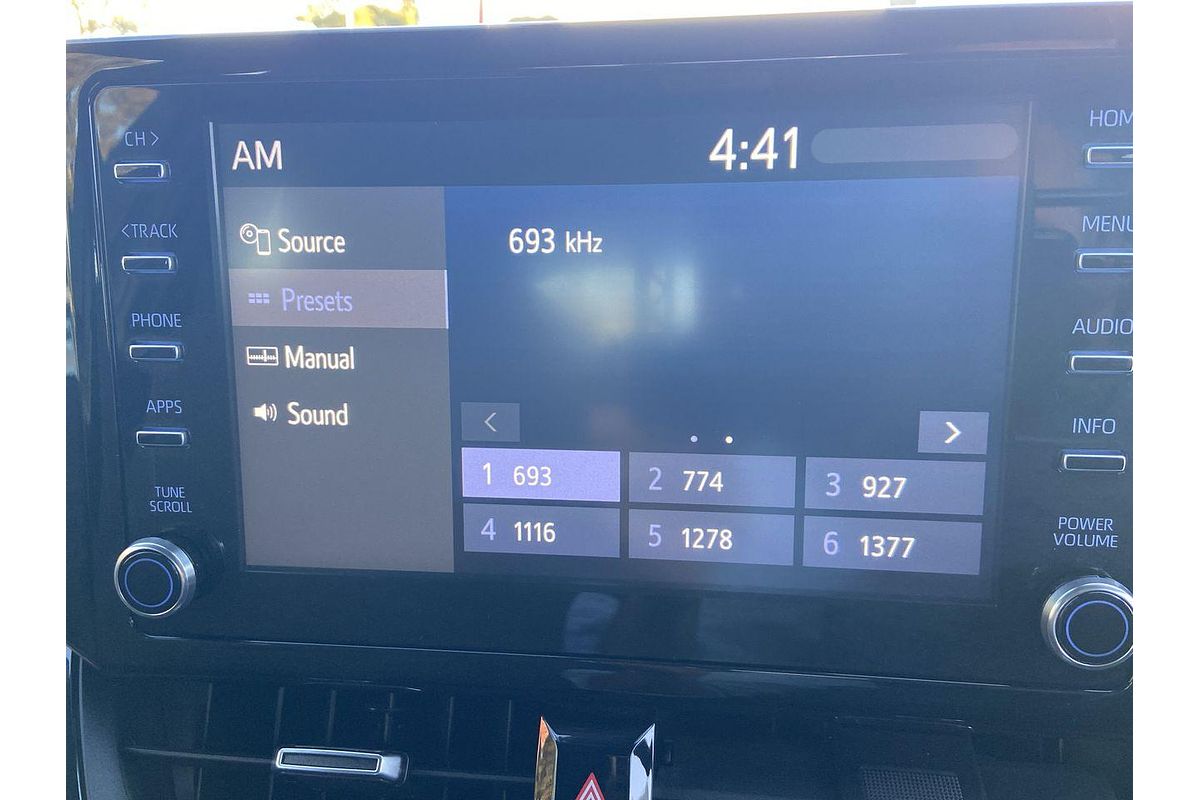 CH >
<TRACK
PHONE
APPS
TUNE
SCROLL
AM
4:41
Source
Presets
Manual
Sound
693 kHz
<
>
1 693
2 774
3 927
4 1116
5 1278
6 1377
HOM
MENU
AUDIO
INFO
POWER
VOLUME